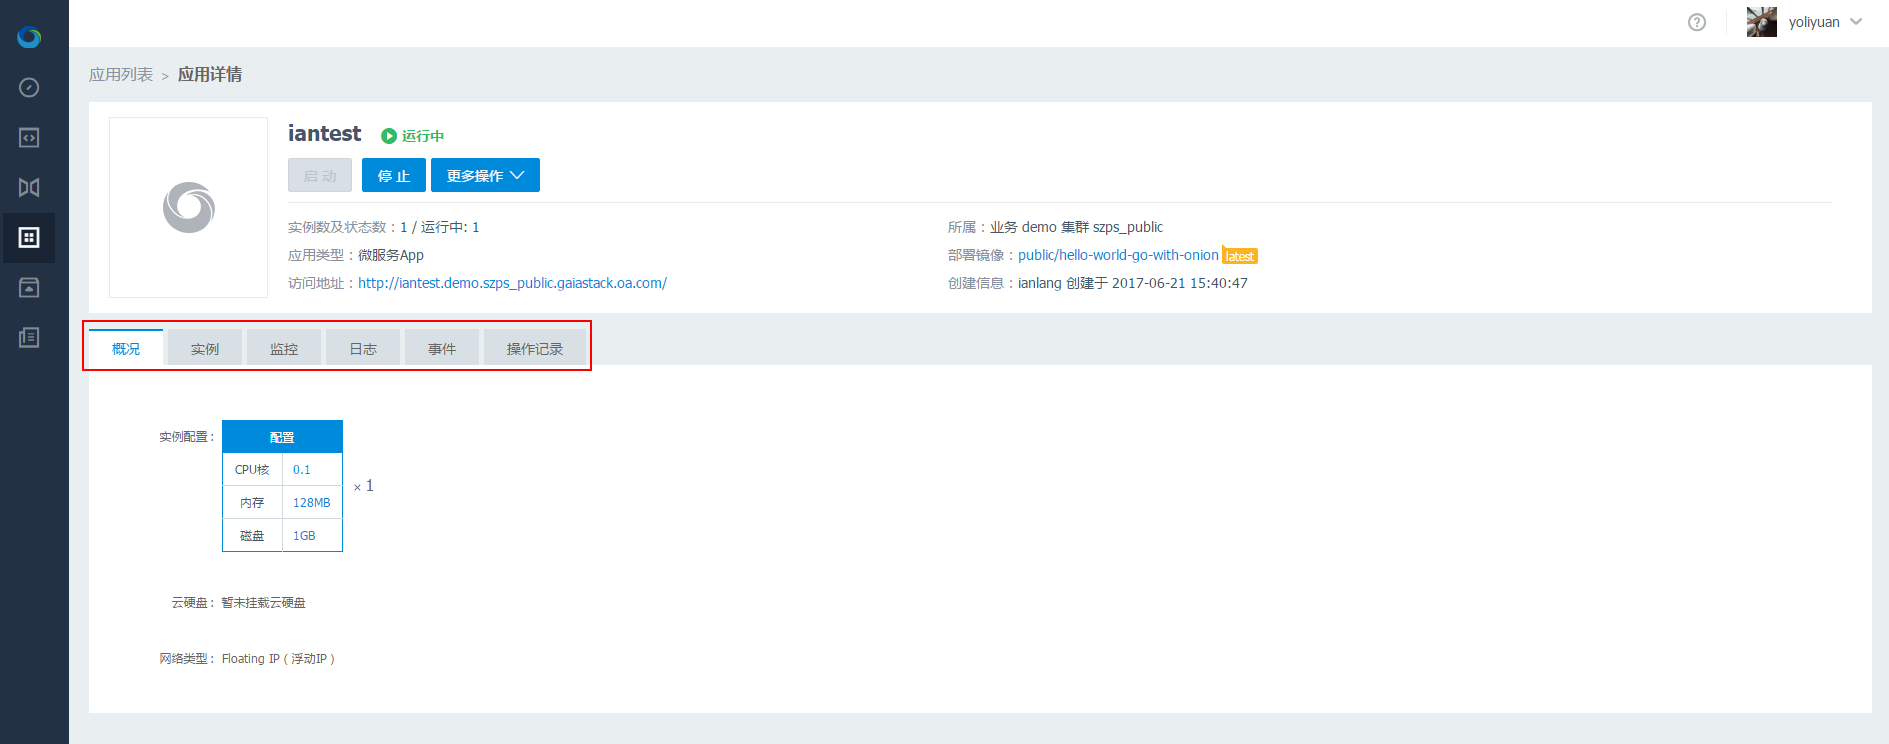 yoliyuan
应用列表 > 应用详情
iantest 运行中
启 动 停 止 更多操作
实例数及状态数：1 / 运行中: 1
应用类型：微服务App
访问地址：http://iantest.demo.szps_public.gaiastack.oa.com/
所属：业务 demo 集群 szps_public
部署镜像：public/hello-world-go-with-onion latest
创建信息：ianlang 创建于 2017-06-21 15:40:47
概况 实例 监控 日志 事件 操作记录
实例配置：
配置
CPU核 0.1
内存 128MB
磁盘 1GB
× 1
云硬盘：暂未挂载云硬盘
网络类型：Floating IP（浮动IP）